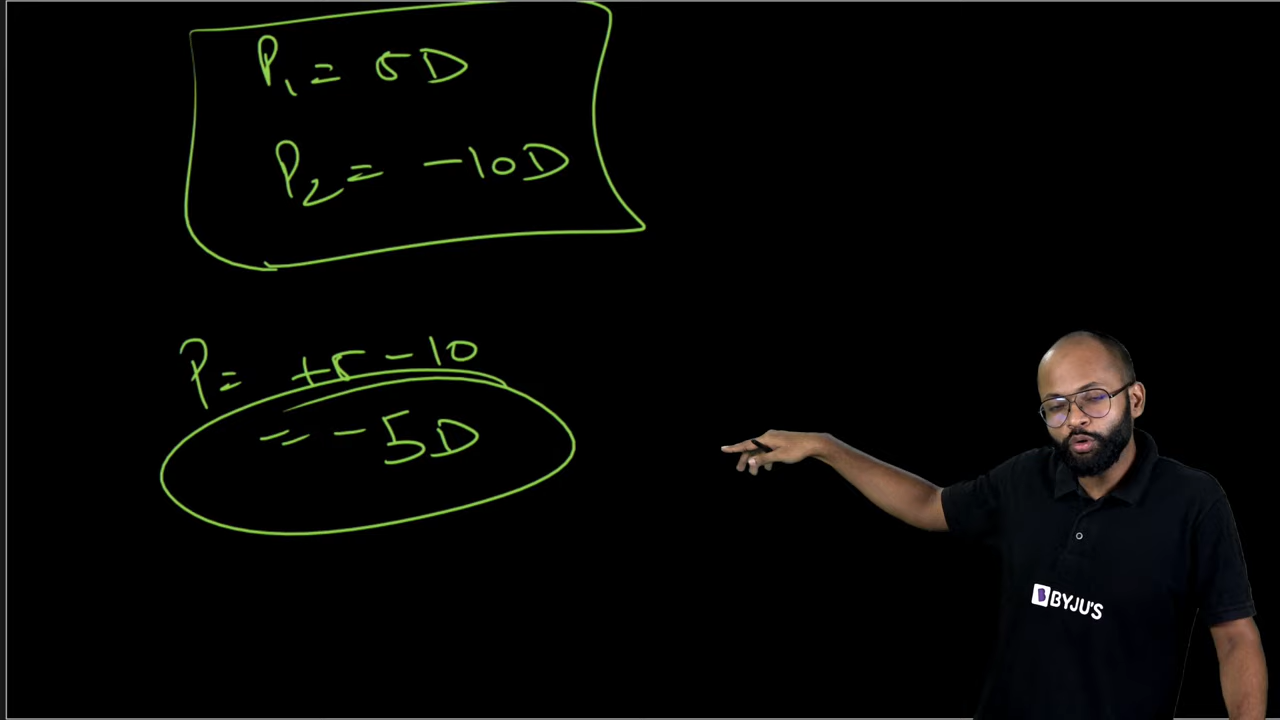 P₁ = 5D
P₂ = -10D
P = +5 - 10
= -5D
BYJU'S